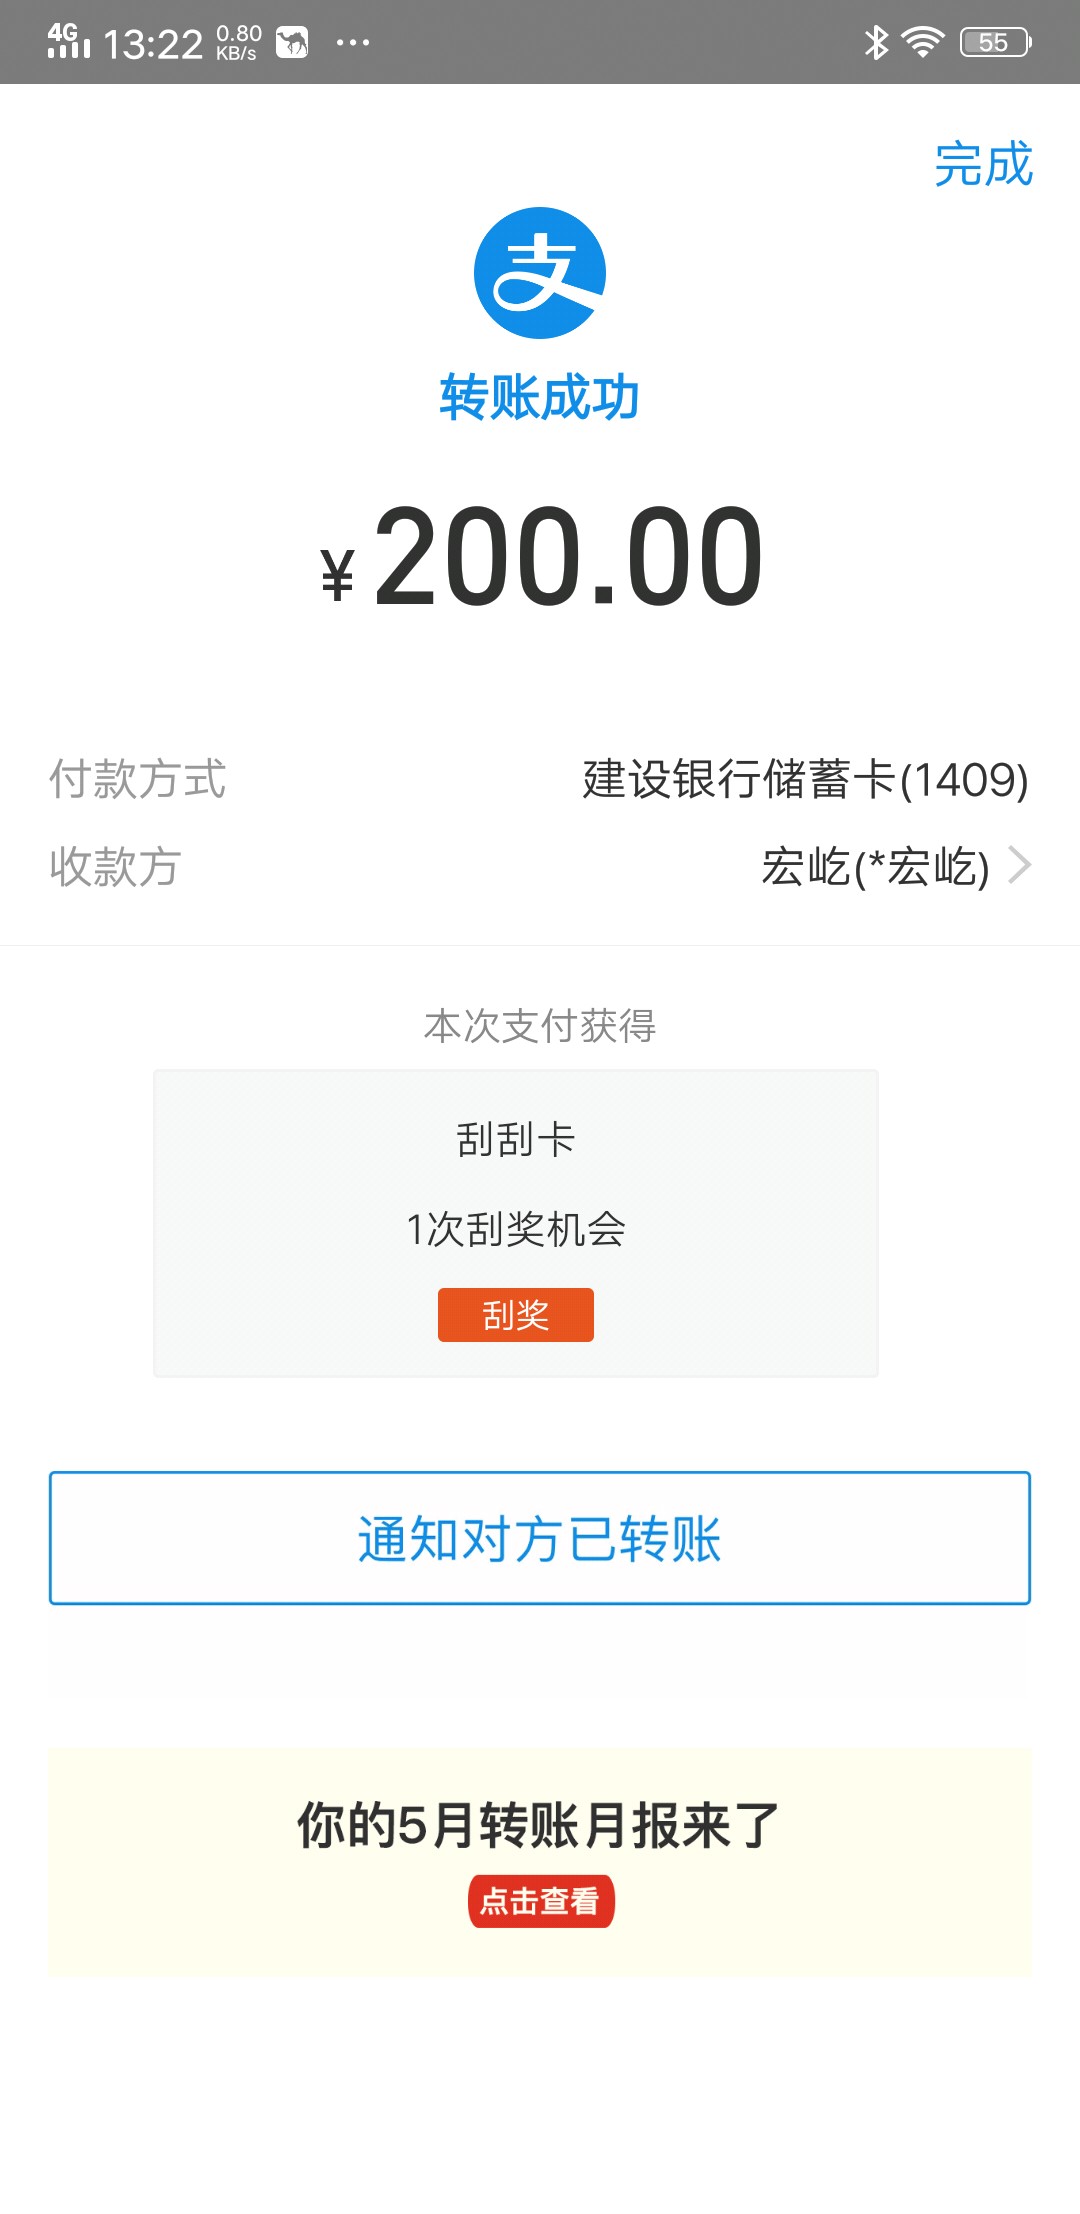 4G 13:22 0.80 KB/s ... 55
完成
支
转账成功
¥200.00
付款方式 建设银行储蓄卡(1409)
收款方 宏屹(*宏屹)
本次支付获得
刮刮卡
1次刮奖机会
刮奖
通知对方已转账
你的5月转账月报来了
点击查看